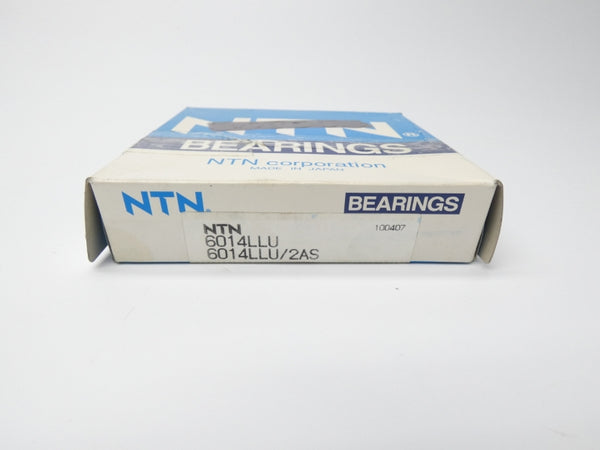 NTN®
BEARINGS
NTN corporation
MADE IN JAPAN
NTN®
BEARINGS
NTN
100407
6014LLU
6014LLU/2AS